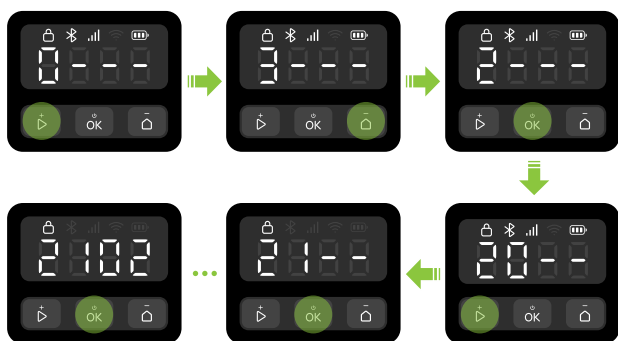 0---
+ −
OK
3---
+ −
OK
2---
+ −
OK
2102
+ −
OK
21--
+ −
OK
20--
+ −
OK